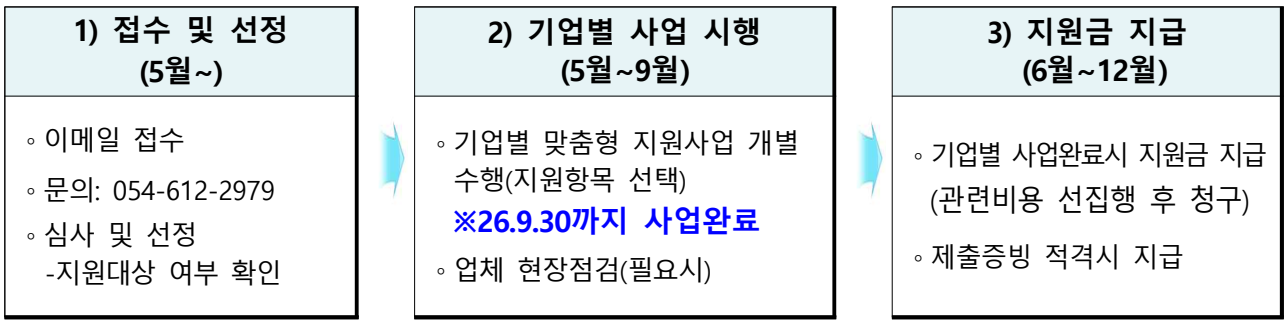 1) 접수 및 선정
(5월~)
◦ 이메일 접수
◦ 문의: 054-612-2979
◦ 심사 및 선정
-지원대상 여부 확인
2) 기업별 사업 시행
(5월~9월)
◦ 기업별 맞춤형 지원사업 개별
수행(지원항목 선택)
※26.9.30까지 사업완료
◦ 업체 현장점검(필요시)
3) 지원금 지급
(6월~12월)
◦ 기업별 사업완료시 지원금 지급
(관련비용 선집행 후 청구)
◦ 제출증빙 적격시 지급